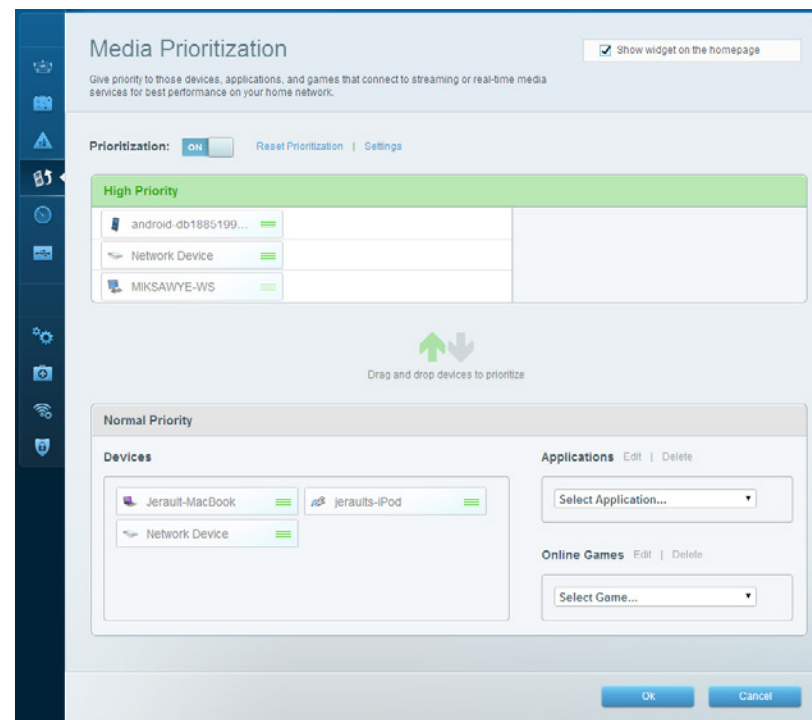 Media Prioritization
Show widget on the homepage
Give priority to those devices, applications, and games that connect to streaming or real-time media
services for best performance on your home network.
Prioritization: ON Reset Prioritization | Settings
High Priority
android-db1885199...
Network Device
MIKSAWYE-WS
Drag and drop devices to prioritize
Normal Priority
Devices
Jerault-MacBook
jeraults-iPod
Network Device
Applications Edit | Delete
Select Application...
Online Games Edit | Delete
Select Game...
Ok
Cancel